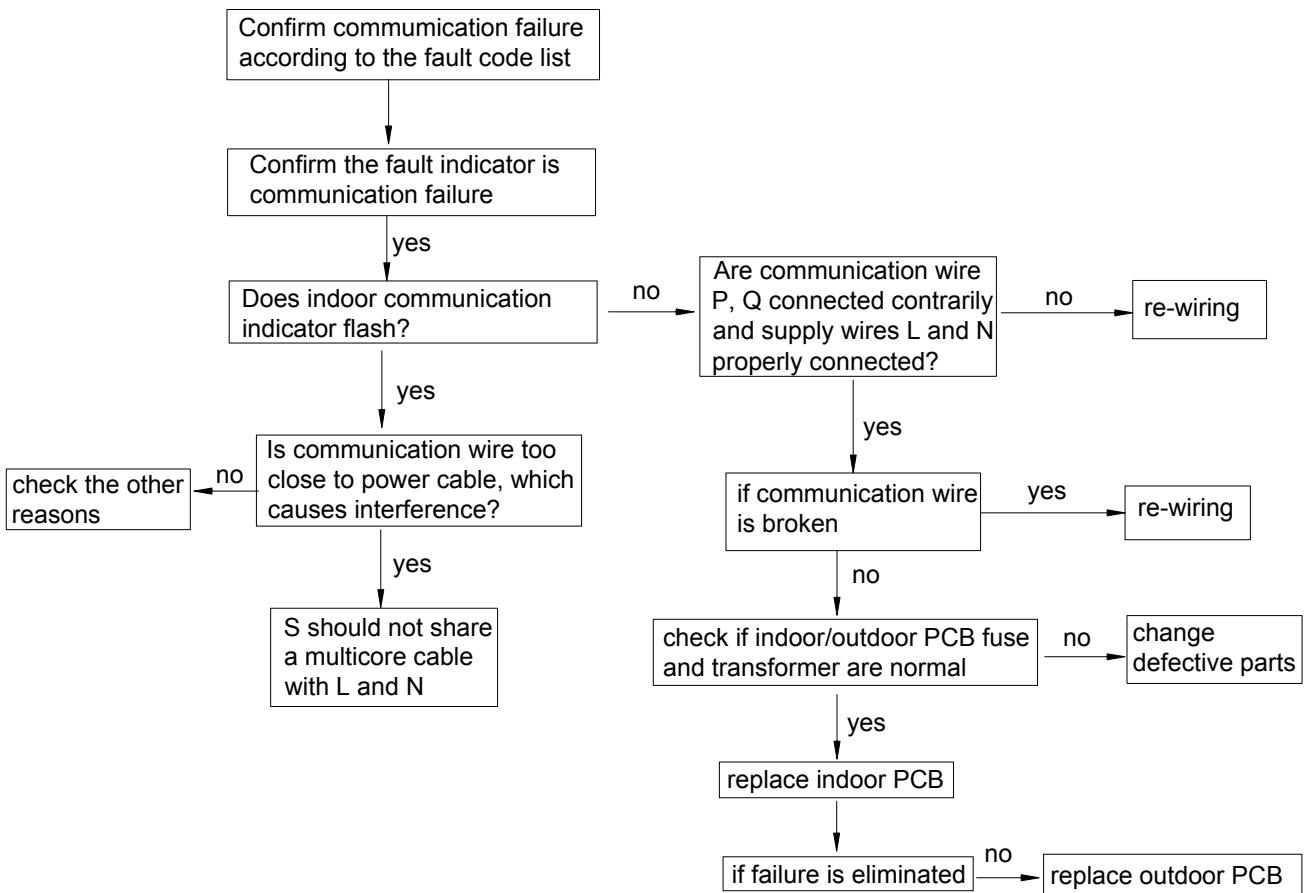 Confirm commumication failure
according to the fault code list
Confirm the fault indicator is
communication failure
yes
Does indoor communication
indicator flash?
no
Are communication wire
P, Q connected contrarily
and supply wires L and N
properly connected?
no
re-wiring
yes
Is communication wire too
close to power cable, which
causes interference?
no
check the other
reasons
yes
S should not share
a multicore cable
with L and N
yes
if communication wire
is broken
yes
re-wiring
no
check if indoor/outdoor PCB fuse
and transformer are normal
no
change
defective parts
yes
replace indoor PCB
if failure is eliminated
no
replace outdoor PCB